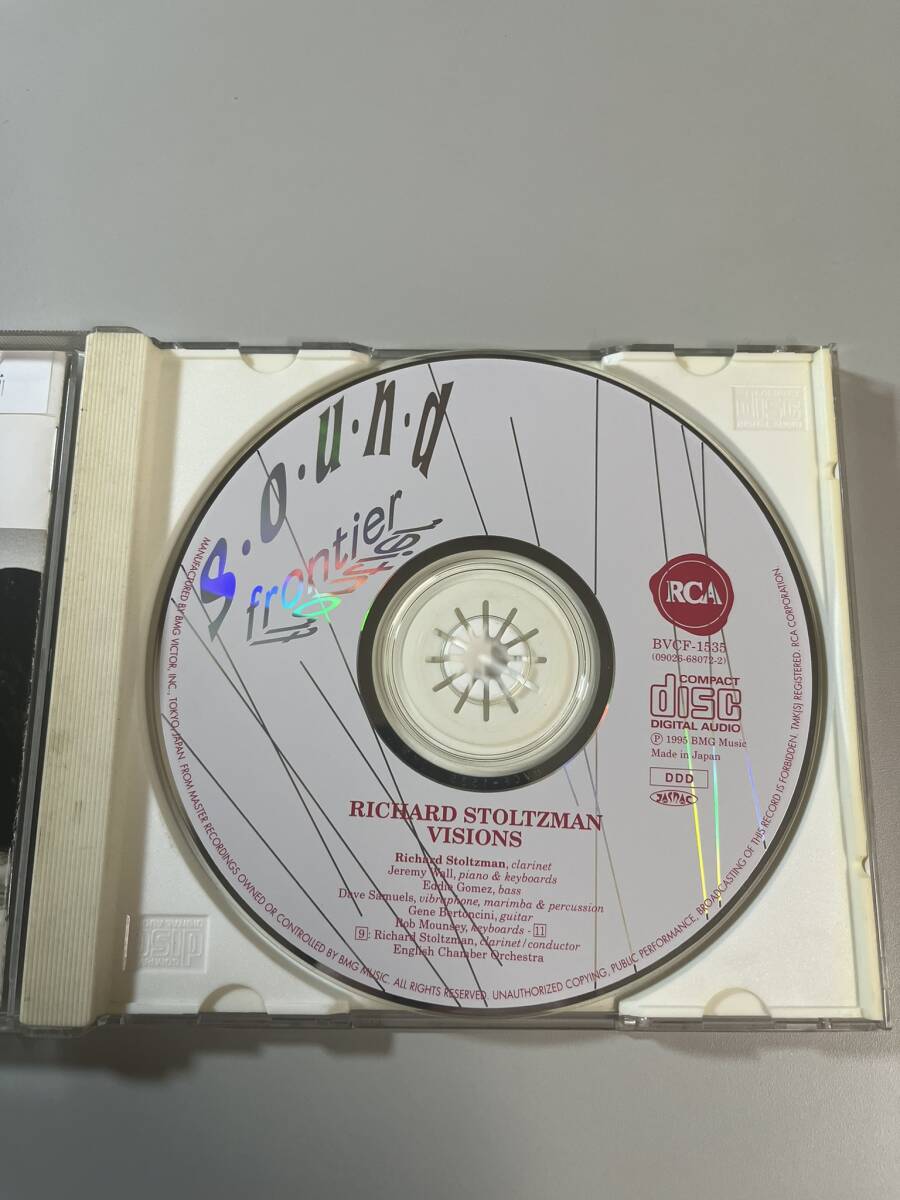 s·o·u·n·d
frontier
RCA
BVCF-1535
(09026-68072-2)
COMPACT
disc
DIGITAL AUDIO
Ⓟ 1995 BMG Music
Made in Japan
DDD
JASRAC
RICHARD STOLTZMAN
VISIONS
Richard Stoltzman, clarinet
Jeremy Wall, piano & keyboards
Eddie Gomez, bass
Dave Samuels, vibraphone, marimba & percussion
Gene Bertoncini, guitar
Rob Mounsey, keyboards - 11
9: Richard Stoltzman, clarinet/conductor
English Chamber Orchestra
MANUFACTURED BY BMG VICTOR, INC., TOKYO, JAPAN. FROM MASTER RECORDINGS OWNED OR CONTROLLED BY BMG MUSIC. ALL RIGHTS RESERVED. UNAUTHORIZED COPYING, PUBLIC PERFORMANCE, BROADCASTING OF THIS RECORD IS FORBIDDEN. TMK(S) REGISTERED. RCA CORPORATION